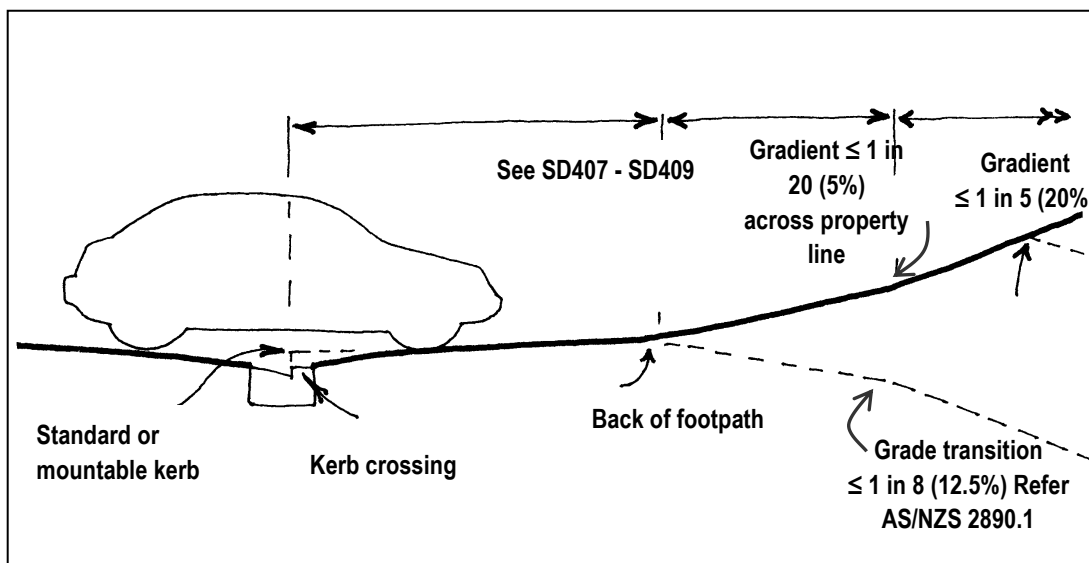 See SD407 - SD409
Gradient ≤ 1 in
20 (5%)
across property
line
Gradient
≤ 1 in 5 (20%
Back of footpath
Standard or
mountable kerb
Kerb crossing
Grade transition
≤ 1 in 8 (12.5%) Refer
AS/NZS 2890.1